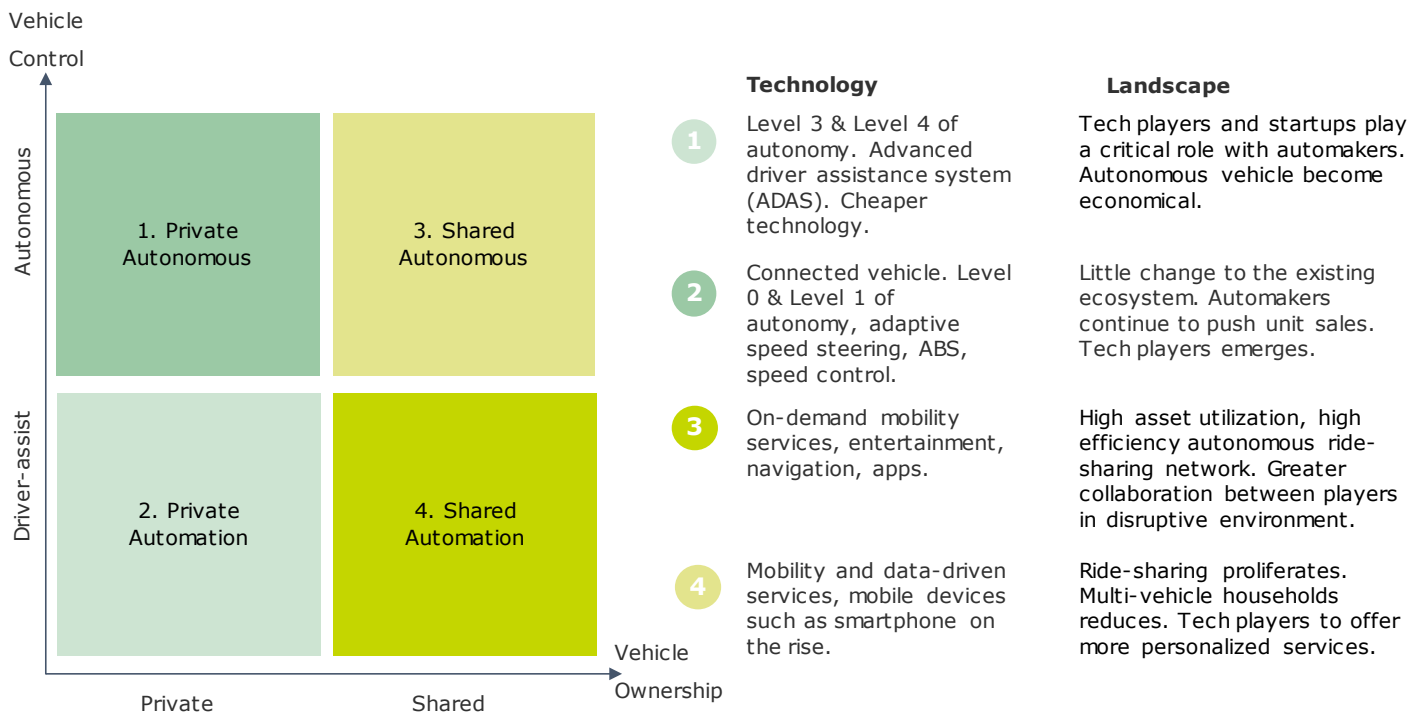 Vehicle
Control
Autonomous
Driver-assist
1. Private
Autonomous
3. Shared
Autonomous
2. Private
Automation
4. Shared
Automation
Private
Shared
Vehicle
Ownership
Technology
Landscape
1
Level 3 & Level 4 of
autonomy. Advanced
driver assistance system
(ADAS). Cheaper
technology.
Tech players and startups play
a critical role with automakers.
Autonomous vehicle become
economical.
2
Connected vehicle. Level
0 & Level 1 of
autonomy, adaptive
speed steering, ABS,
speed control.
Little change to the existing
ecosystem. Automakers
continue to push unit sales.
Tech players emerges.
3
On-demand mobility
services, entertainment,
navigation, apps.
High asset utilization, high
efficiency autonomous ride-
sharing network. Greater
collaboration between players
in disruptive environment.
4
Mobility and data-driven
services, mobile devices
such as smartphone on
the rise.
Ride-sharing proliferates.
Multi-vehicle households
reduces. Tech players to offer
more personalized services.